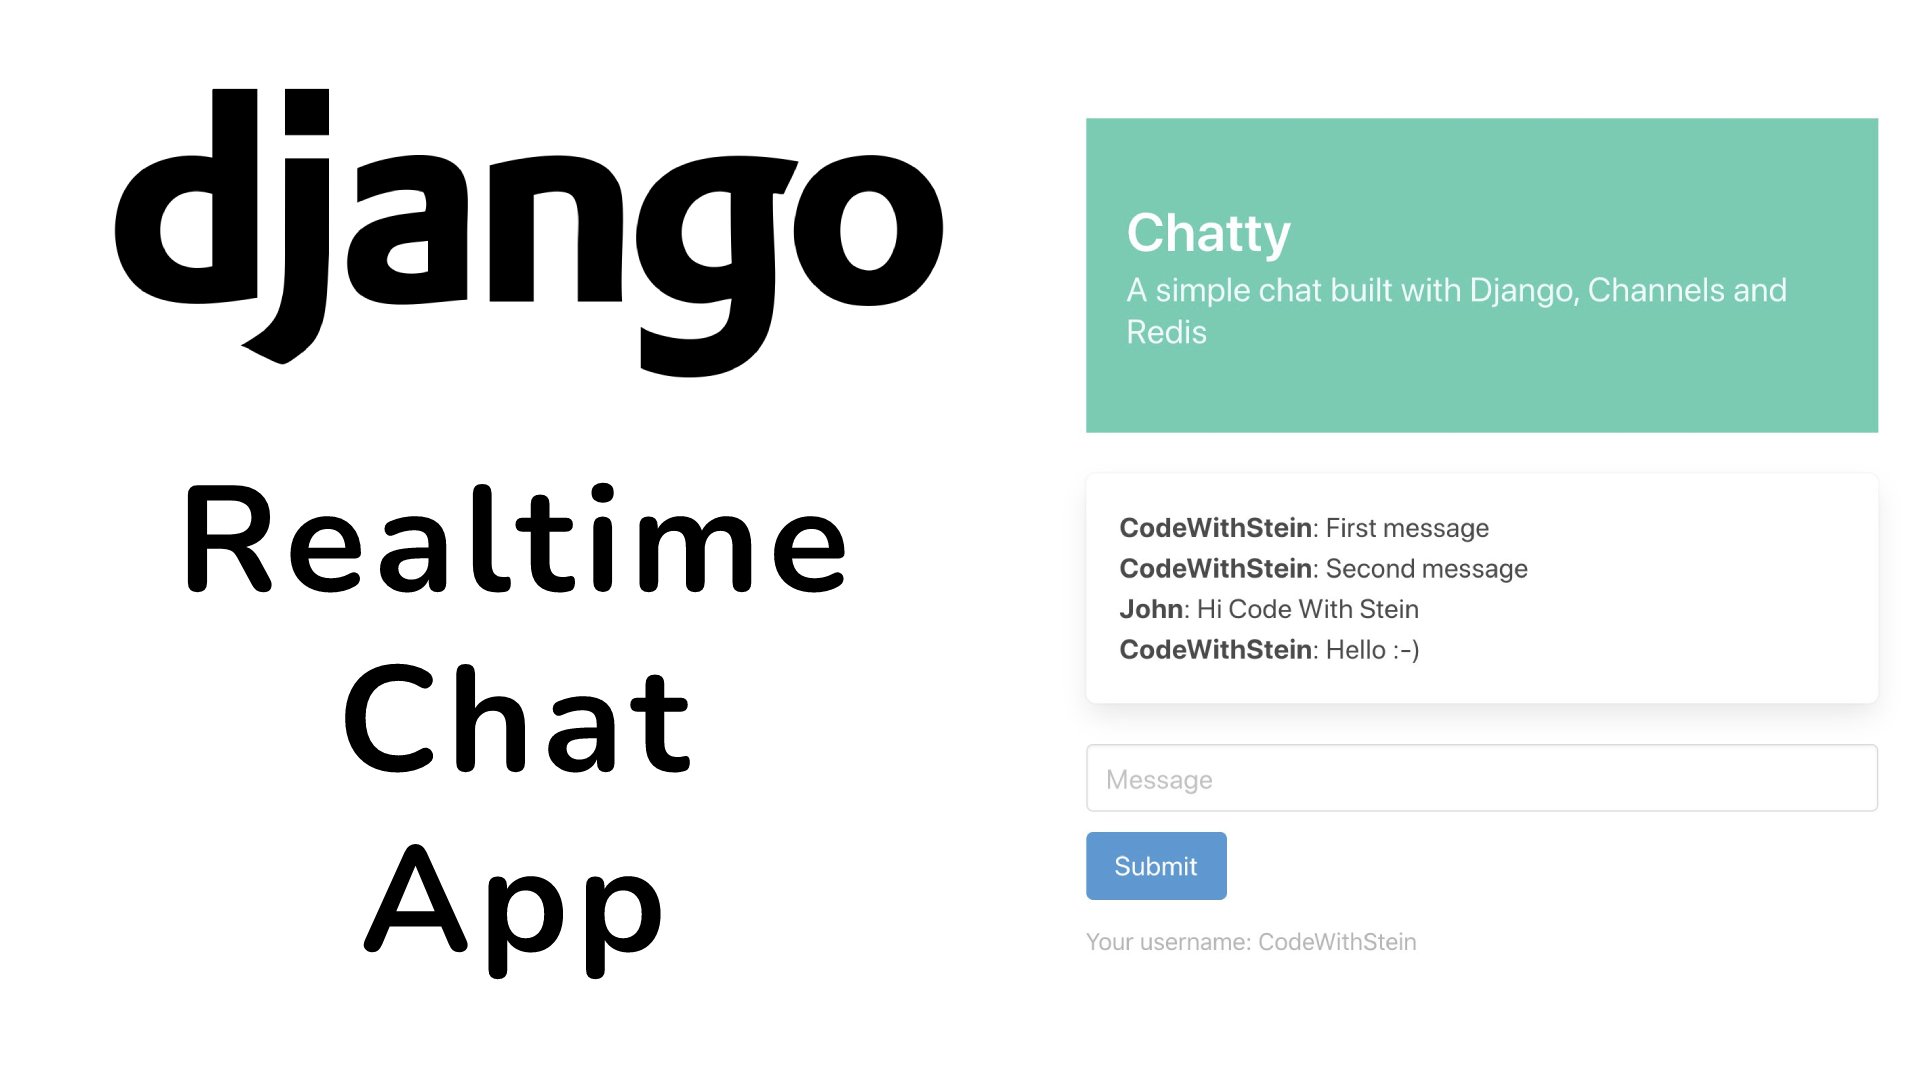 django
Realtime
Chat
App
Chatty
A simple chat built with Django, Channels and
Redis
CodeWithStein: First message
CodeWithStein: Second message
John: Hi Code With Stein
CodeWithStein: Hello :-)
Message
Submit
Your username: CodeWithStein